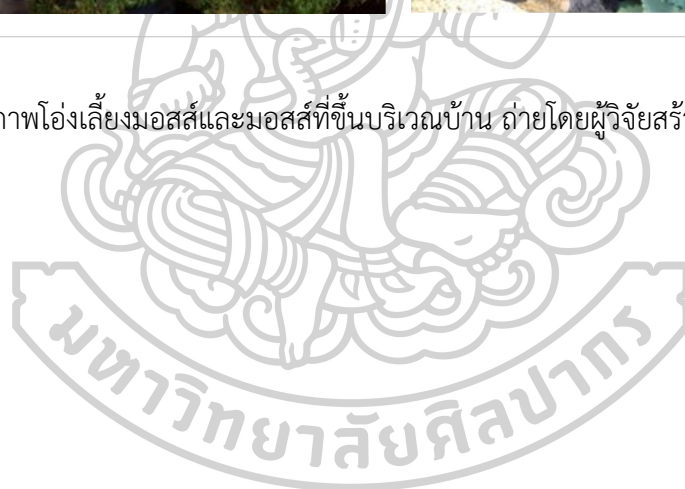 าพโอ่งเลี้ยงมอสส์และมอสส์ที่ขึ้นบริเวณบ้าน ถ่ายโดยผู้วิจัยสร้
มหาวิทยาลัยศิลปากร